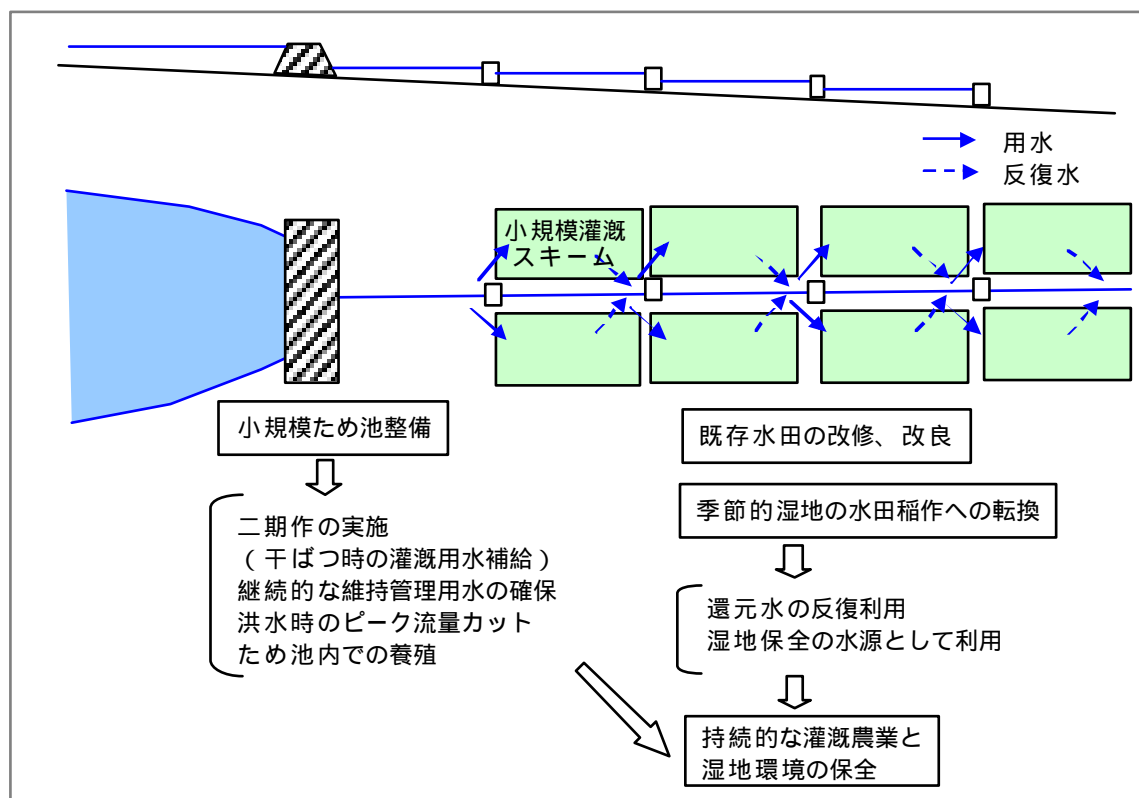 用水
反復水
小規模灌漑
スキーム
小規模ため池整備
二期作の実施
(干ばつ時の灌漑用水補給)
継続的な維持管理用水の確保
洪水時のピーク流量カット
ため池内での養殖
既存水田の改修、改良
季節的湿地の水田稲作への転換
還元水の反復利用
湿地保全の水源として利用
持続的な灌漑農業と
湿地環境の保全